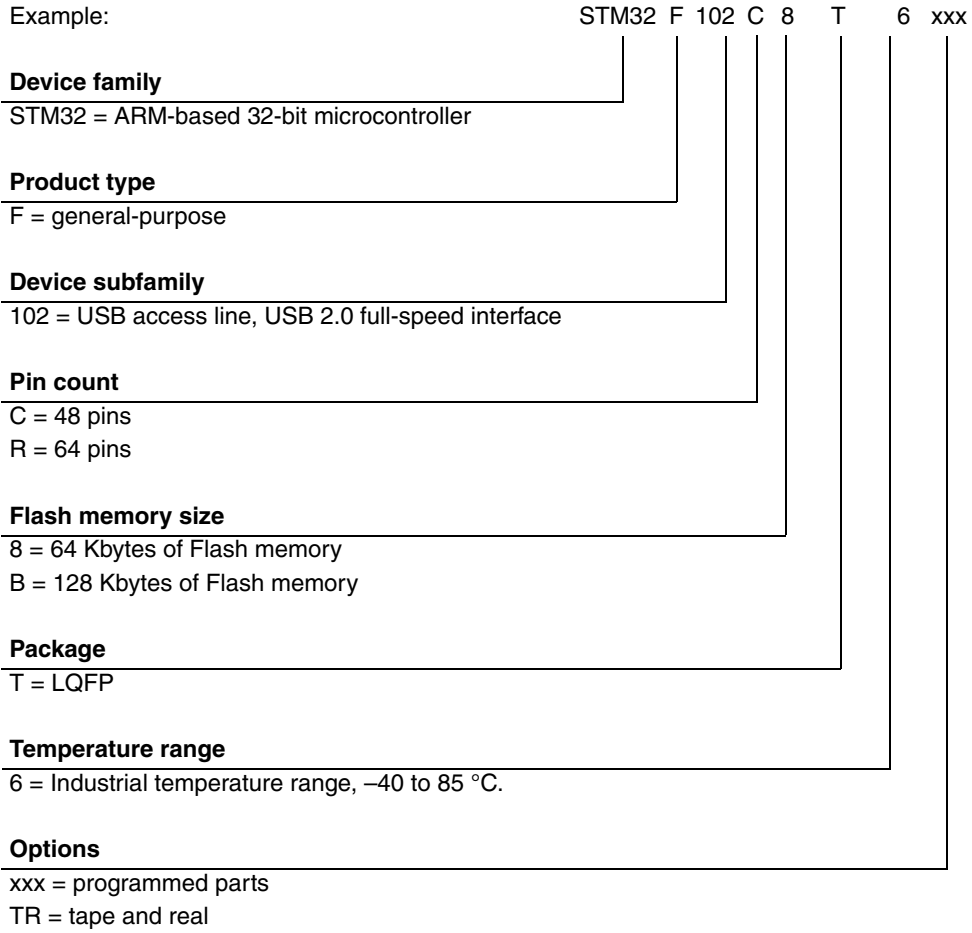 Example: STM32 F 102 C 8 T 6 xxx
Device family
STM32 = ARM-based 32-bit microcontroller
Product type
F = general-purpose
Device subfamily
102 = USB access line, USB 2.0 full-speed interface
Pin count
C = 48 pins
R = 64 pins
Flash memory size
8 = 64 Kbytes of Flash memory
B = 128 Kbytes of Flash memory
Package
T = LQFP
Temperature range
6 = Industrial temperature range, –40 to 85 °C.
Options
xxx = programmed parts
TR = tape and real